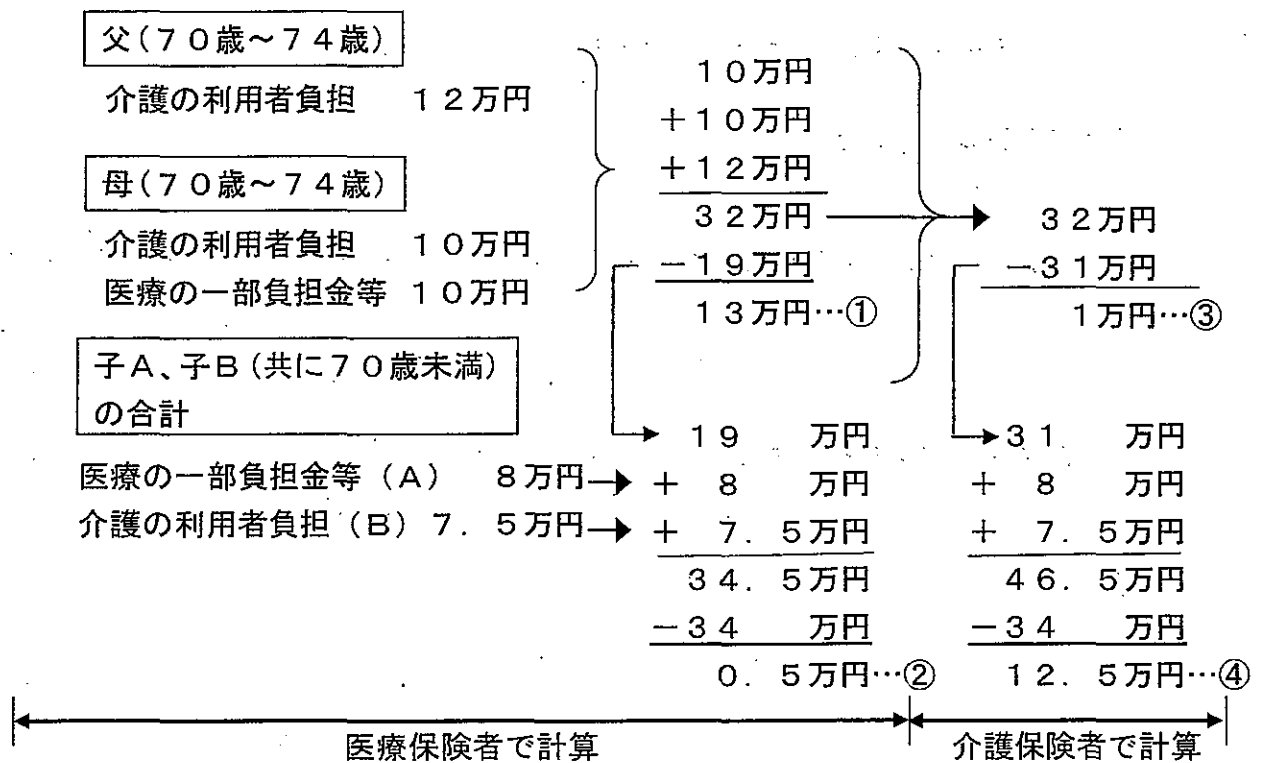 父(70歳~74歳)
介護の利用者負担 12万円
母(70歳~74歳)
介護の利用者負担 10万円
医療の一部負担金等 10万円
子A、子B(共に70歳未満)
の合計
医療の一部負担金等(A) 8万円
介護の利用者負担(B)7.5万円
10万円
+10万円
+12万円
32万円
-19万円
13万円…①
19 万円
+ 8 万円
+ 7.5万円
34.5万円
-34 万円
0.5万円…②
32万円
-31万円
1万円…③
31 万円
+ 8 万円
+ 7.5万円
46.5万円
-34 万円
12.5万円…④
医療保険者で計算
介護保険者で計算